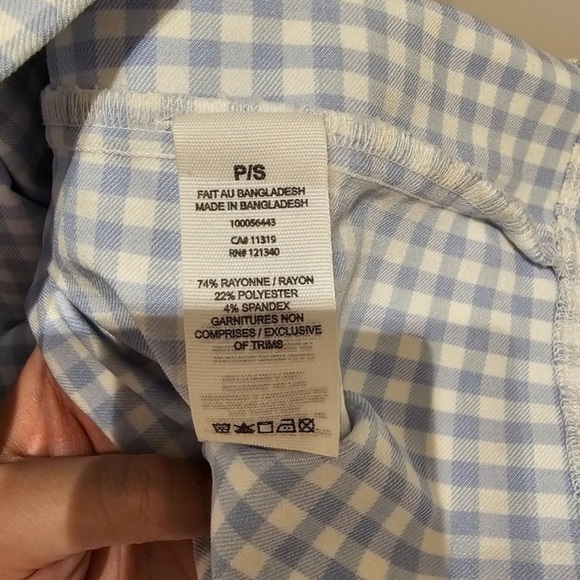 P/S
FAIT AU BANGLADESH
MADE IN BANGLADESH
100056443
CA# 11319
RN# 121340
74% RAYONNE / RAYON
22% POLYESTER
4% SPANDEX
GARNITURES NON
COMPRISES / EXCLUSIVE
OF TRIMS